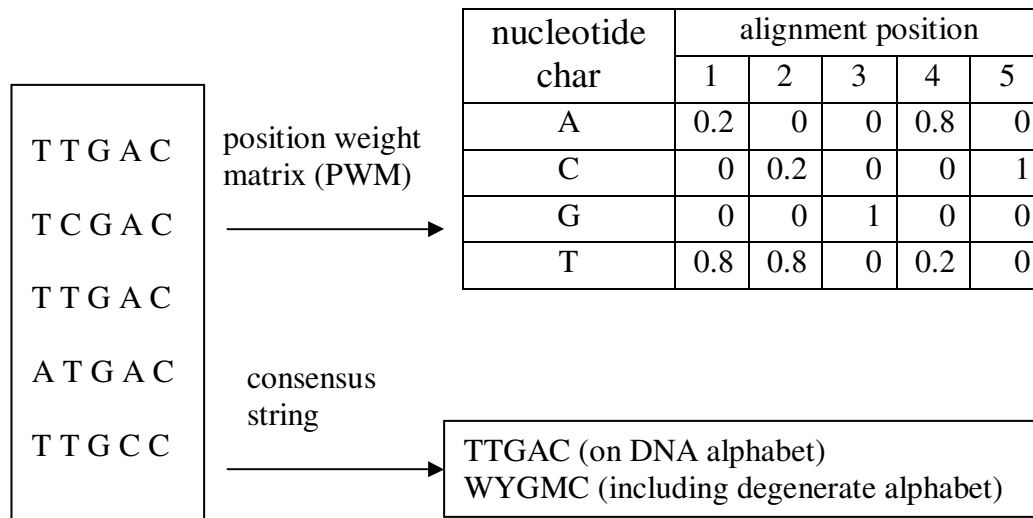 T T G A C
T C G A C
T T G A C
A T G A C
T T G C C
position weight
matrix (PWM)
nucleotide
char
alignment position
1 2 3 4 5
A 0.2 0 0 0.8 0
C 0 0.2 0 0 1
G 0 0 1 0 0
T 0.8 0.8 0 0.2 0
consensus
string
TTGAC (on DNA alphabet)
WYGMC (including degenerate alphabet)